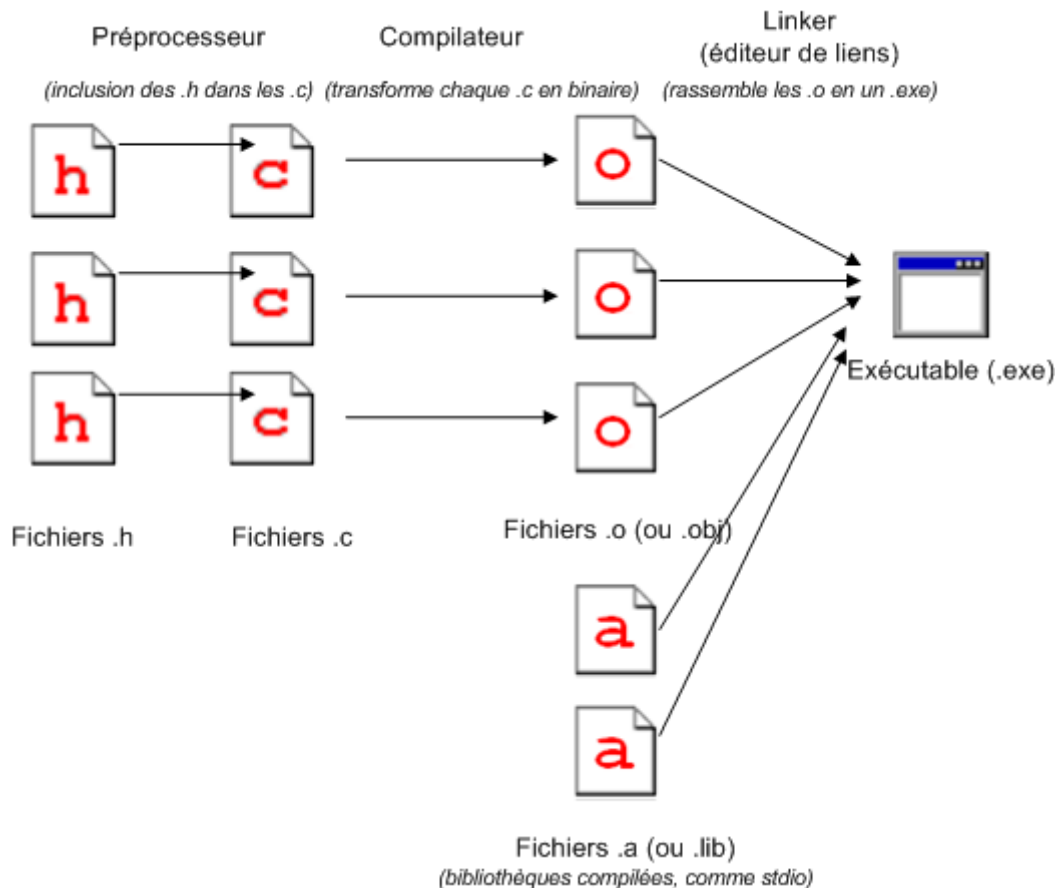 Préprocesseur
Compilateur
Linker
(éditeur de liens)
(inclusion des .h dans les .c)
(transforme chaque .c en binaire)
(rassemble les .o en un .exe)
h
c
o
h
c
o
Exécutable (.exe)
h
c
o
Fichiers .h
Fichiers .c
Fichiers .o (ou .obj)
a
a
Fichiers .a (ou .lib)
(bibliothèques compilées, comme stdio)